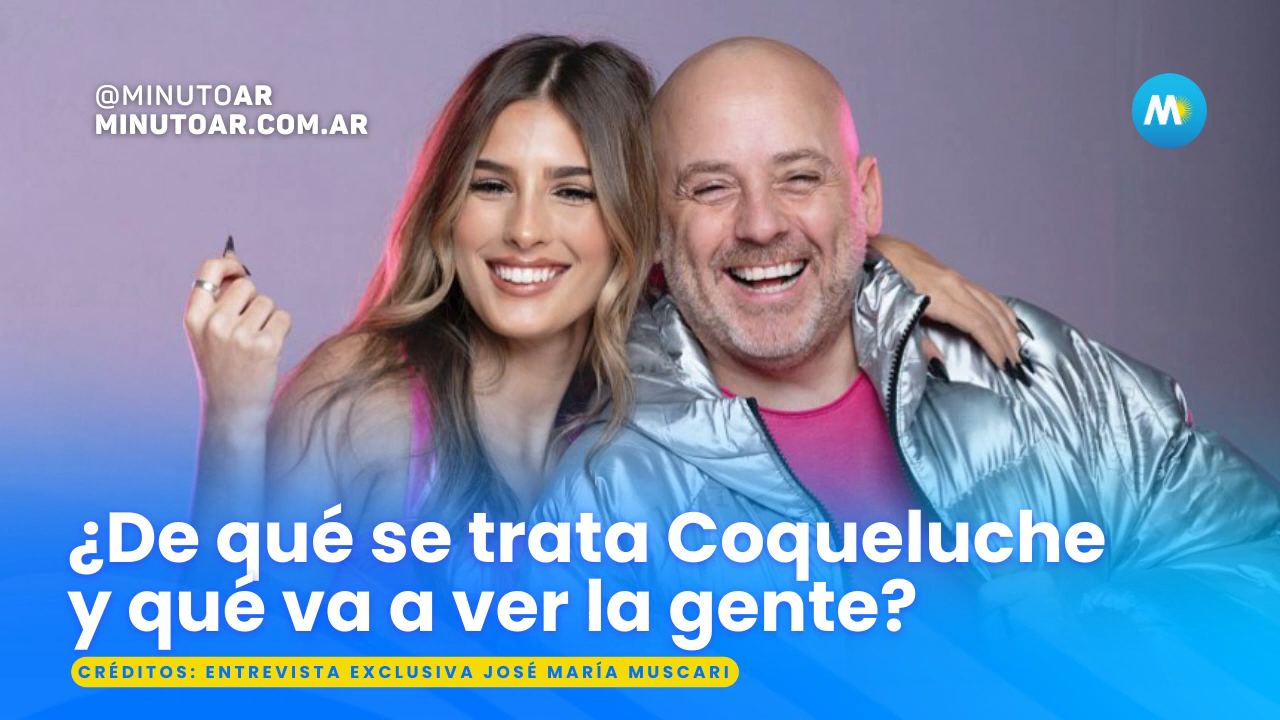 @MINUTOAR
MINUTOAR.COM.AR
M
¿De qué se trata Coqueluche
y qué va a ver la gente?
CRÉDITOS: ENTREVISTA EXCLUSIVA JOSÉ MARÍA MUSCARI